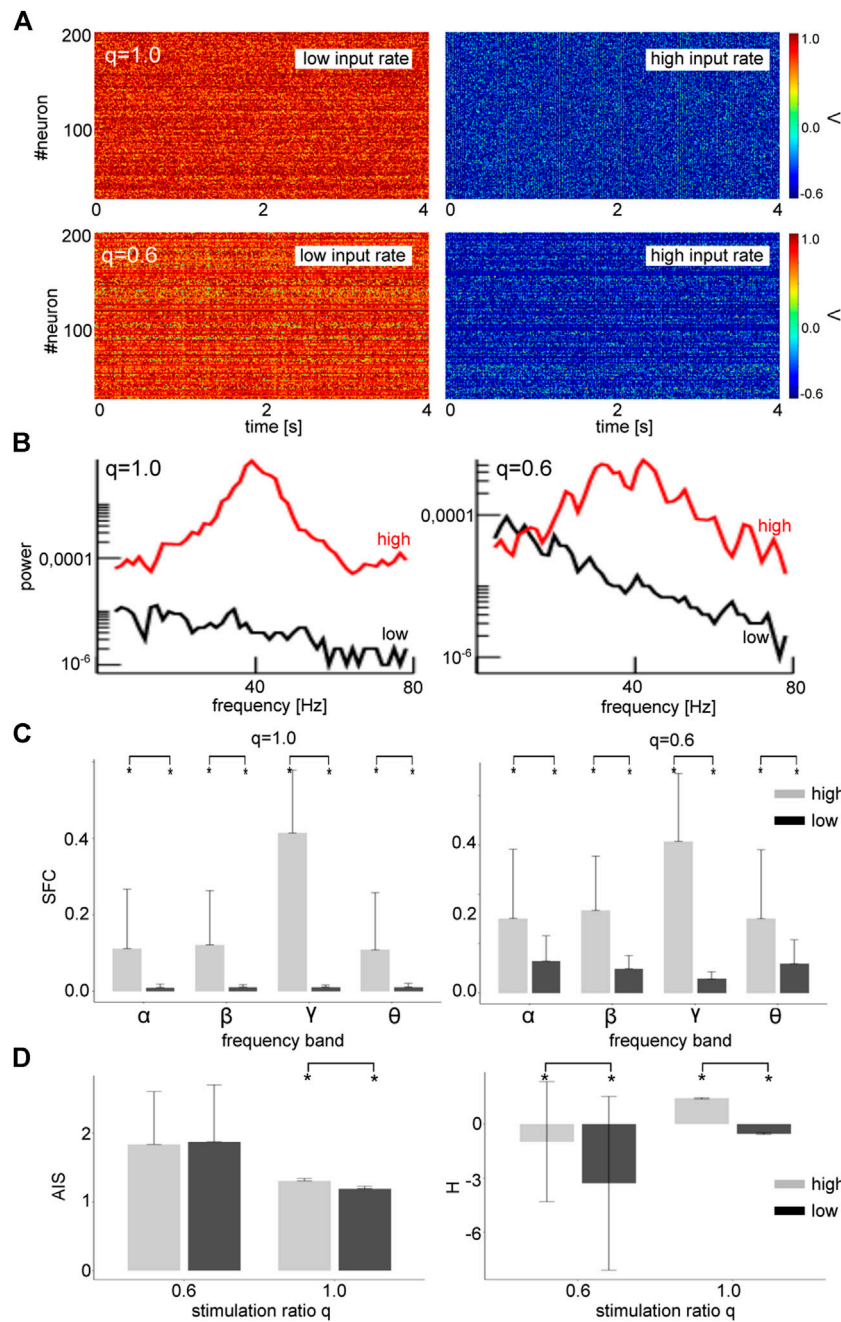 A
200
q=1.0
low input rate
high input rate
1.0
#neuron
100
V
0.0
-0.6
0
2
4
0
2
4
200
q=0.6
low input rate
high input rate
1.0
#neuron
100
V
0.0
-0.6
0
2
4
0
2
4
time [s]
time [s]
B
q=1.0
high
power
0,0001
low
10-6
40
80
frequency [Hz]
q=0.6
0,0001
high
low
10-6
40
80
frequency [Hz]
C
q=1.0
* * * * * * * *
0.4
SFC
0.2
0.0
α β γ θ
frequency band
q=0.6
* * * * * * * *
high
low
0.4
0.2
0.0
α β γ θ
frequency band
D
* *
2
AIS
1
0
0.6 1.0
stimulation ratio q
* * * *
0
H
-3
-6
high
low
0.6 1.0
stimulation ratio q